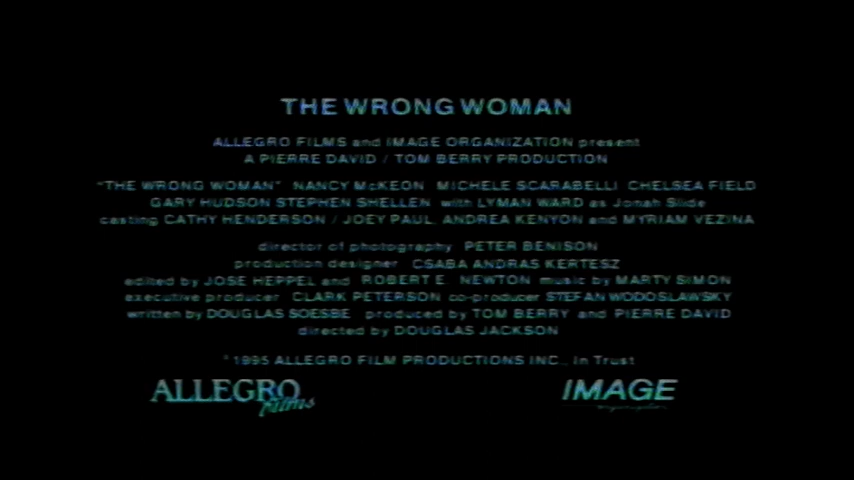 THE WRONG WOMAN
ALLEGRO FILMS and IMAGE ORGANIZATION present
A PIERRE DAVID / TOM BERRY PRODUCTION
"THE WRONG WOMAN" NANCY McKEON MICHELE SCARABELLI CHELSEA FIELD
GARY HUDSON STEPHEN SHELLEN with LYMAN WARD as Jonah Slide
casting CATHY HENDERSON / JOEY PAUL, ANDREA KENYON and MYRIAM VEZINA
director of photography PETER BENISON
production designer CSABA ANDRAS KERTESZ
edited by JOSE HEPPEL and ROBERT E. NEWTON music by MARTY SIMON
executive producer CLARK PETERSON co-producer STEFAN WODOSLAWSKY
written by DOUGLAS SOESBE produced by TOM BERRY and PIERRE DAVID
directed by DOUGLAS JACKSON
©1995 ALLEGRO FILM PRODUCTIONS INC., In Trust
ALLEGRO films
IMAGE